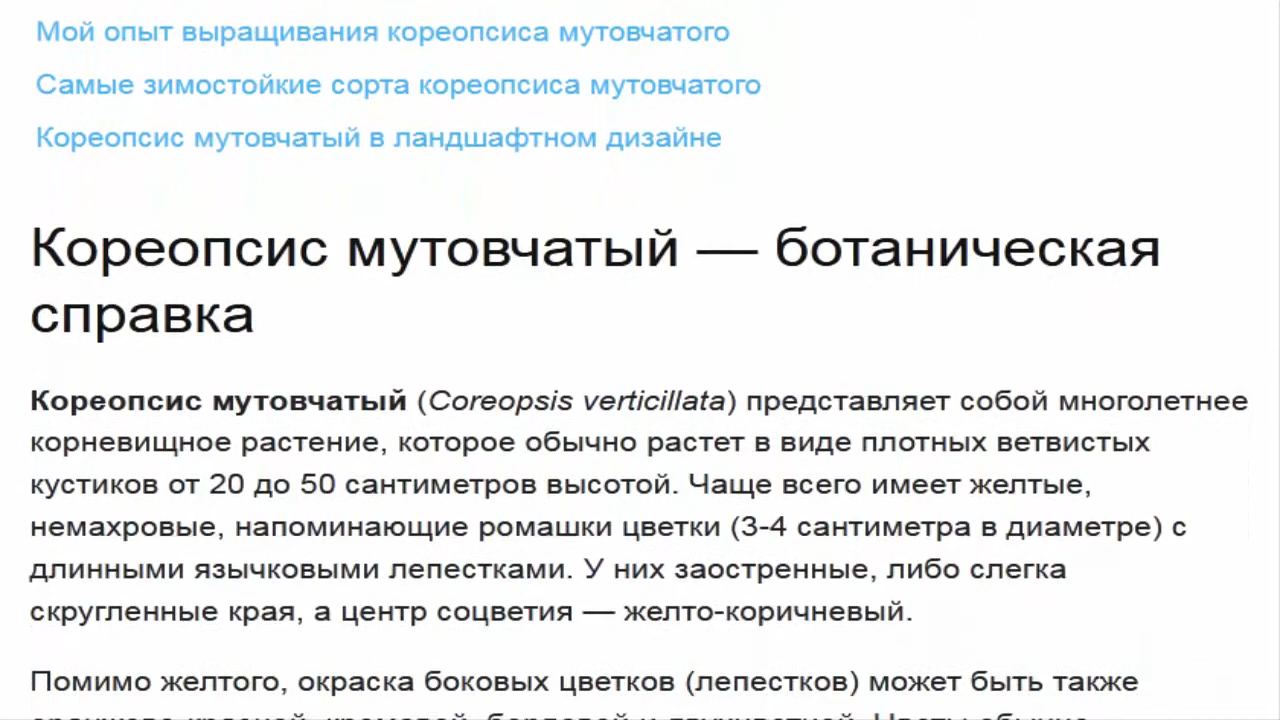 Мой опыт выращивания кореопсиса мутовчатого
Самые зимостойкие сорта кореопсиса мутовчатого
Кореопсис мутовчатый в ландшафтном дизайне
Кореопсис мутовчатый — ботаническая
справка
Кореопсис мутовчатый (Coreopsis verticillata) представляет собой многолетнее
корневищное растение, которое обычно растет в виде плотных ветвистых
кустиков от 20 до 50 сантиметров высотой. Чаще всего имеет желтые,
немахровые, напоминающие ромашки цветки (3-4 сантиметра в диаметре) с
длинными язычковыми лепестками. У них заостренные, либо слегка
скругленные края, а центр соцветия — желто-коричневый.
Помимо желтого, окраска боковых цветков (лепестков) может быть также